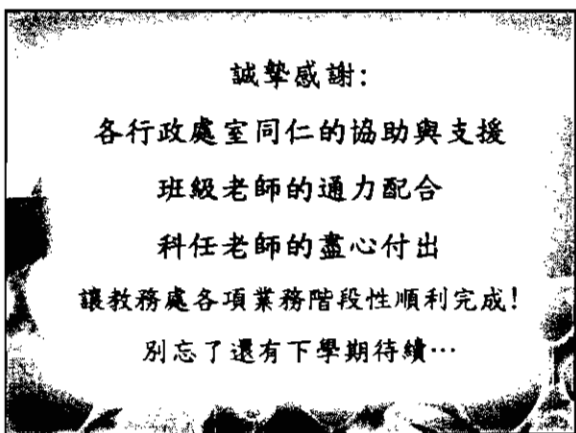 誠摯感謝:
各行政處室同仁的協助與支援
班級老師的通力配合
科任老師的盡心付出
讓教務處各項業務階段性順利完成!
別忘了還有下學期待續…